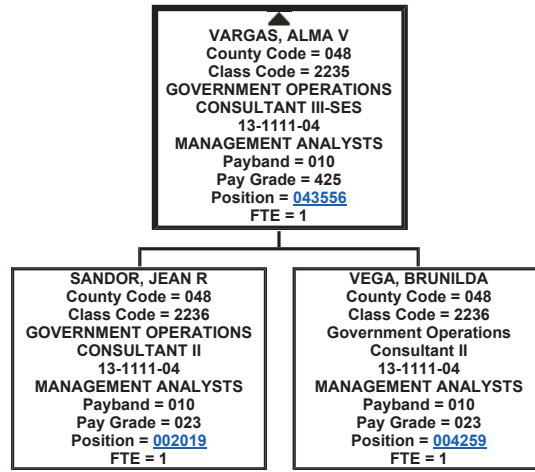 VARGAS, ALMA V
County Code = 048
Class Code = 2235
GOVERNMENT OPERATIONS
CONSULTANT III-SES
13-1111-04
MANAGEMENT ANALYSTS
Payband = 010
Pay Grade = 425
Position = 043556
FTE = 1
SANDOR, JEAN R
County Code = 048
Class Code = 2236
GOVERNMENT OPERATIONS
CONSULTANT II
13-1111-04
MANAGEMENT ANALYSTS
Payband = 010
Pay Grade = 023
Position = 002019
FTE = 1
VEGA, BRUNILDA
County Code = 048
Class Code = 2236
Government Operations
Consultant II
13-1111-04
MANAGEMENT ANALYSTS
Payband = 010
Pay Grade = 023
Position = 004259
FTE = 1